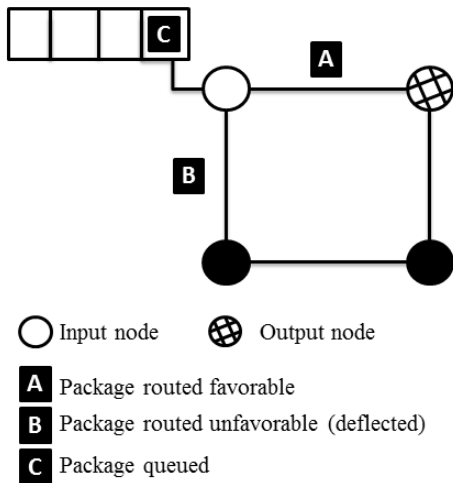 C
A
B
Input node
Output node
A Package routed favorable
B Package routed unfavorable (deflected)
C Package queued